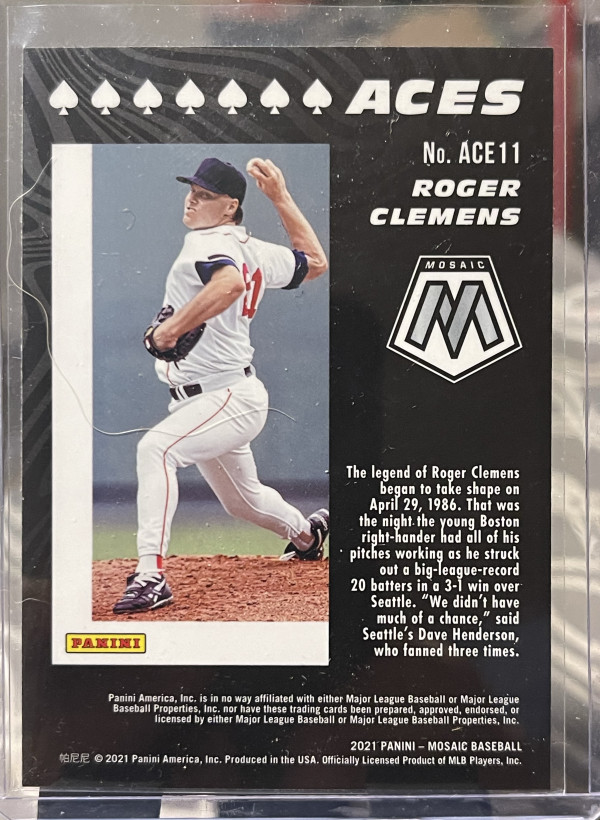 ACES
No. ACE11
ROGER
CLEMENS
MOSAIC
M
21
The legend of Roger Clemens
began to take shape on
April 29, 1986. That was
the night the young Boston
right-hander had all of his
pitches working as he struck
out a big-league-record
20 batters in a 3-1 win over
Seattle. “We didn’t have
much of a chance,” said
Seattle’s Dave Henderson,
who fanned three times.
PANINI
Panini America, Inc. is in no way affiliated with either Major League Baseball or Major League
Baseball Properties, Inc. nor have these trading cards been prepared, approved, endorsed, or
licensed by either Major League Baseball or Major League Baseball Properties, Inc.
2021 PANINI – MOSAIC BASEBALL
帕尼尼 © 2021 Panini America, Inc. Produced in the USA. Officially Licensed Product of MLB Players, Inc.